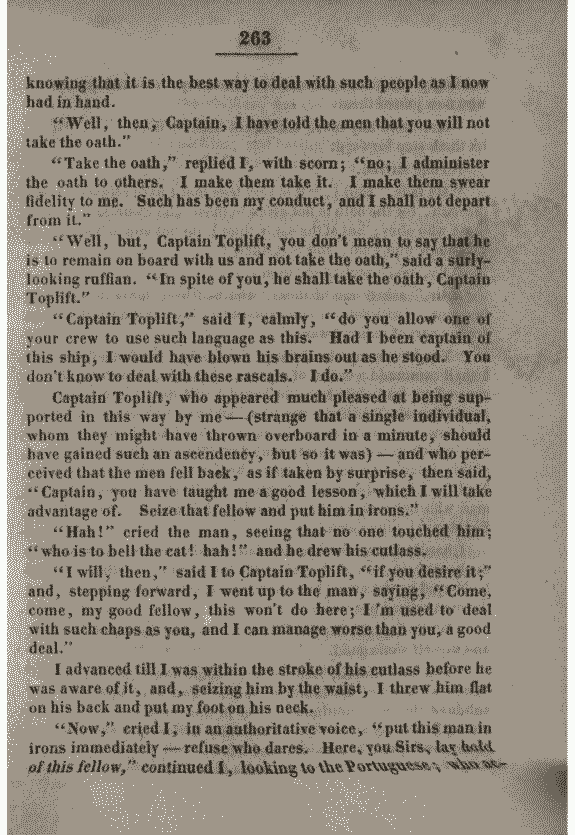 263
knowing that it is the best way to deal with such people as I now
had in hand.
“Well, then, Captain, I have told the men that you will not
take the oath.”
“Take the oath,” replied I, with scorn; “no; I administer
the oath to others. I make them take it. I make them swear
fidelity to me. Such has been my conduct, and I shall not depart
from it.”
“Well, but, Captain Toplift, you don’t mean to say that he
is to remain on board with us and not take the oath,” said a surly-
looking ruffian. “In spite of you, he shall take the oath, Captain
Toplift.”
“Captain Toplift,” said I, calmly, “do you allow one of
your crew to use such language as this. Had I been captain of
this ship, I would have blown his brains out as he stood. You
don’t know to deal with these rascals. I do.”
Captain Toplift, who appeared much pleased at being sup-
ported in this way by me — (strange that a single individual,
whom they might have thrown overboard in a minute, should
have gained such an ascendency, but so it was) — and who per-
ceived that the men fell back, as if taken by surprise, then said,
“Captain, you have taught me a good lesson, which I will take
advantage of. Seize that fellow and put him in irons.”
“Hah!” cried the man, seeing that no one touched him;
“who is to bell the cat! hah!” and he drew his cutlass.
“I will, then,” said I to Captain Toplift, “if you desire it;”
and, stepping forward, I went up to the man, saying, “Come,
come, my good fellow, this won’t do here; I ’m used to deal
with such chaps as you, and I can manage worse than you, a good
deal.”
I advanced till I was within the stroke of his cutlass before he
was aware of it, and, seizing him by the waist, I threw him flat
on his back and put my foot on his neck.
“Now,” cried I, in an authoritative voice, “put this man in
irons immediately — refuse who dares. Here, you Sirs, lay hold
of this fellow,” continued I, looking to the Portuguese; who ac-